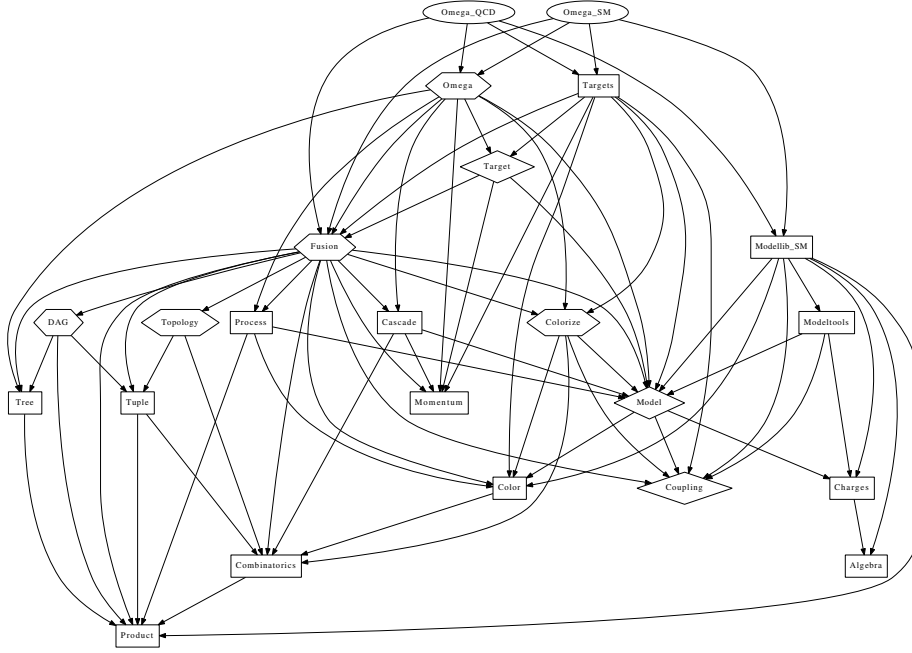 Omega_QCD
Omega_SM
Omega
Targets
Target
Fusion
Modellib_SM
DAG
Topology
Process
Cascade
Colorize
Modeltools
Tree
Tuple
Momentum
Model
Color
Coupling
Charges
Combinatorics
Algebra
Product